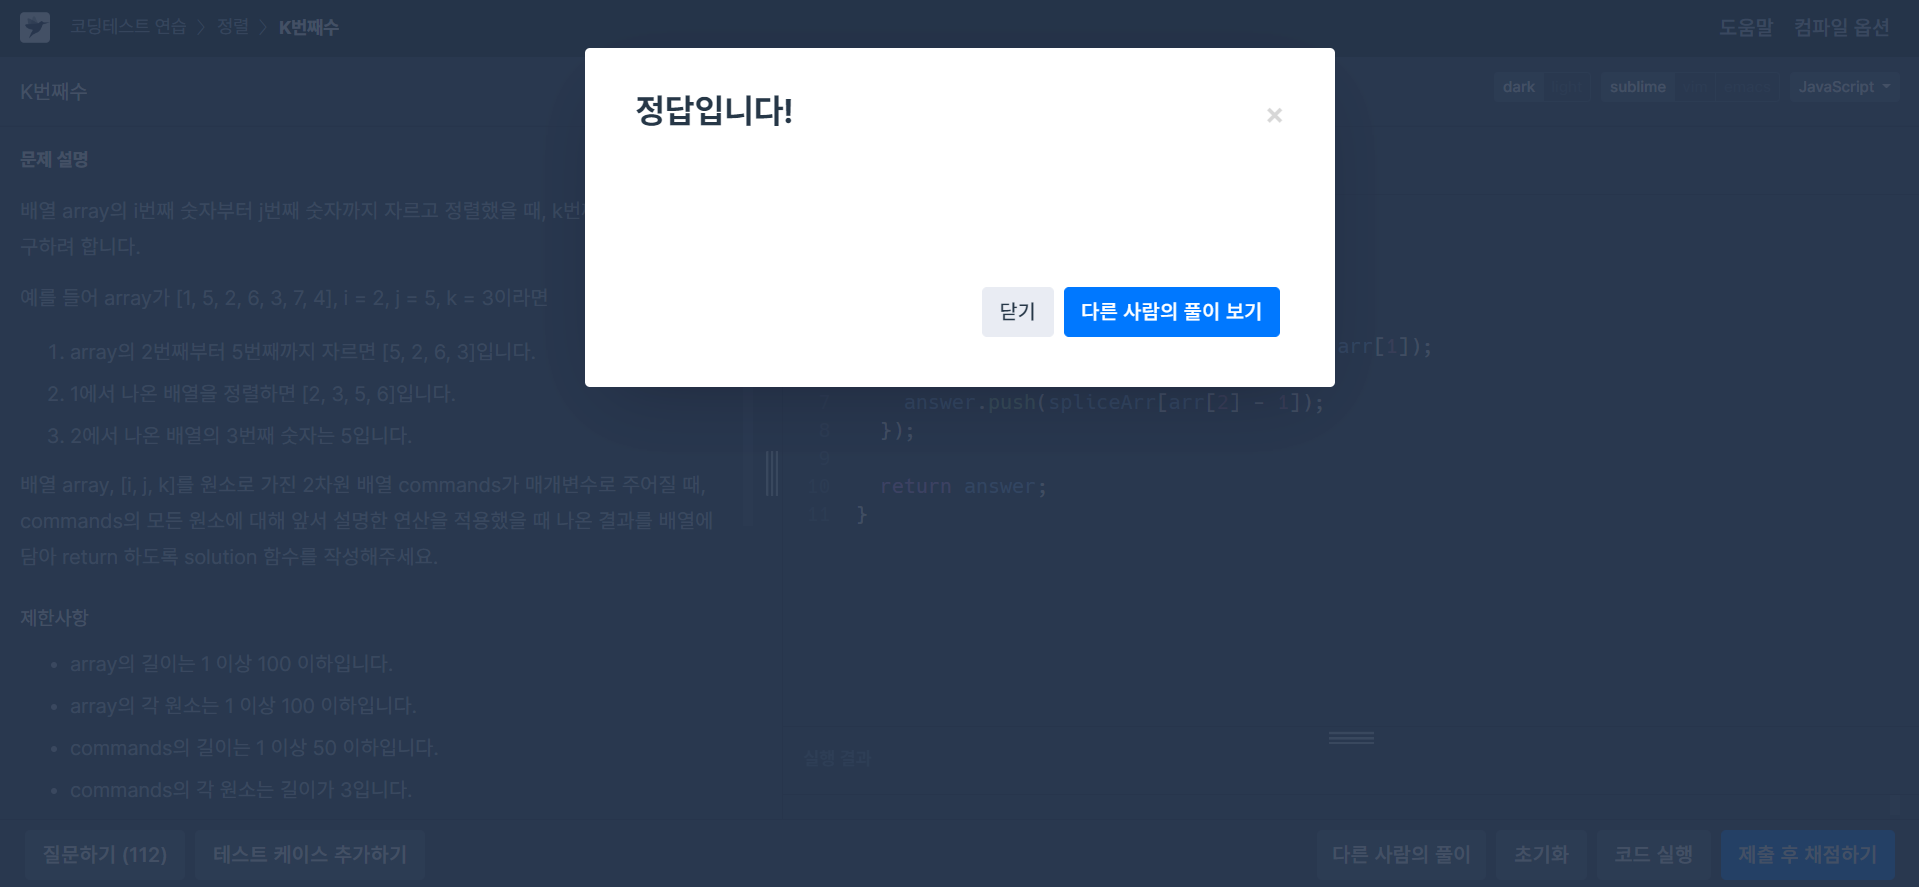 코딩테스트 연습 > 정렬 > K번째수
도움말 컴파일 옵션
K번째수
dark light sublime vim emacs JavaScript
정답입니다!
×
닫기 다른 사람의 풀이 보기
문제 설명
배열 array의 i번째 숫자부터 j번째 숫자까지 자르고 정렬했을 때,
구하려 합니다.
예를 들어 array가 [1, 5, 2, 6, 3, 7, 4], i = 2, j = 5, k = 3이라면
1. array의 2번째부터 5번째까지 자르면 [5, 2, 6, 3]입니다.
2. 1에서 나온 배열을 정렬하면 [2, 3, 5, 6]입니다.
3. 2에서 나온 배열의 3번째 숫자는 5입니다.
배열 array, [i, j, k]를 원소로 가진 2차원 배열 commands가 매개변수로 주어질 때,
commands의 모든 원소에 대해 앞서 설명한 연산을 적용했을 때 나온 결과를 배열에
담아 return 하도록 solution 함수를 작성해주세요.
제한사항
• array의 길이는 1 이상 100 이하입니다.
• array의 각 원소는 1 이상 100 이하입니다.
• commands의 길이는 1 이상 50 이하입니다.
• commands의 각 원소는 길이가 3입니다.
arr[1]);
answer.push(spliceArr[arr[2] - 1]);
8 });
9
10 return answer;
11 }
실행 결과
질문하기 (112) 테스트 케이스 추가하기
다른 사람의 풀이 초기화 코드 실행 제출 후 채점하기